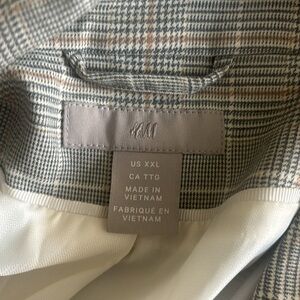 H&M
US XXL
CA TTG
MADE IN
VIETNAM
FABRIQUÉ EN
VIETNAM